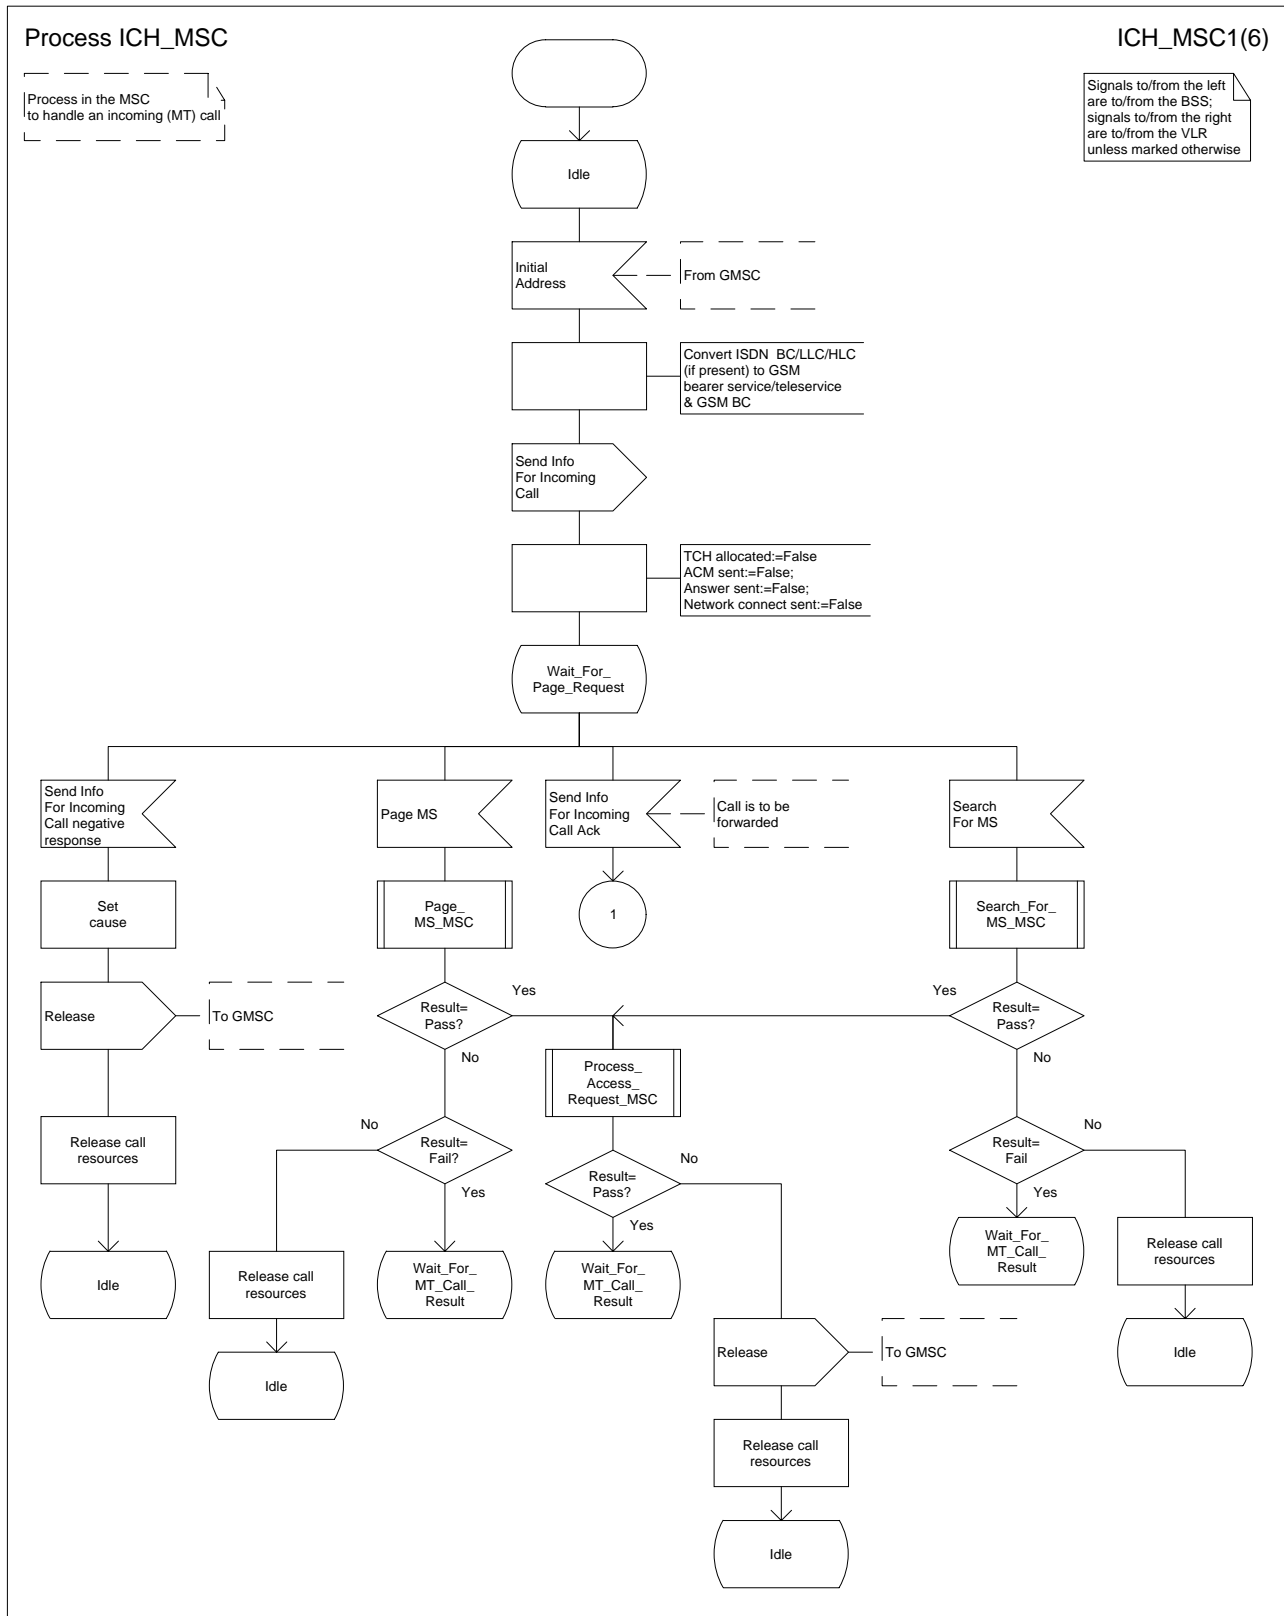 Process ICH_MSC
ICH_MSC1(6)
Process in the MSC
to handle an incoming (MT) call
Signals to/from the left
are to/from the BSS;
signals to/from the right
are to/from the VLR
unless marked otherwise
Idle
Initial
Address
From GMSC
Convert ISDN BC/LLC/HLC
(if present) to GSM
bearer service/teleservice
& GSM BC
Send Info
For Incoming
Call
TCH allocated:=False
ACM sent:=False;
Answer sent:=False;
Network connect sent:=False
Wait_For_
Page_Request
Send Info
For Incoming
Call negative
response
Page MS
Send Info
For Incoming
Call Ack
Call is to be
forwarded
Search
For MS
Set
cause
Page_
MS_MSC
1
Search_For_
MS_MSC
Release
To GMSC
Result=
Pass?
Yes
No
Yes
Result=
Pass?
No
Process_
Access_
Request_MSC
Release call
resources
No
Result=
Fail?
Yes
Result=
Pass?
No
Yes
Result=
Fail
No
Yes
Idle
Release call
resources
Wait_For_
MT_Call_
Result
Wait_For_
MT_Call_
Result
Wait_For_
MT_Call_
Result
Release call
resources
Idle
Release
To GMSC
Idle
Release call
resources
Idle